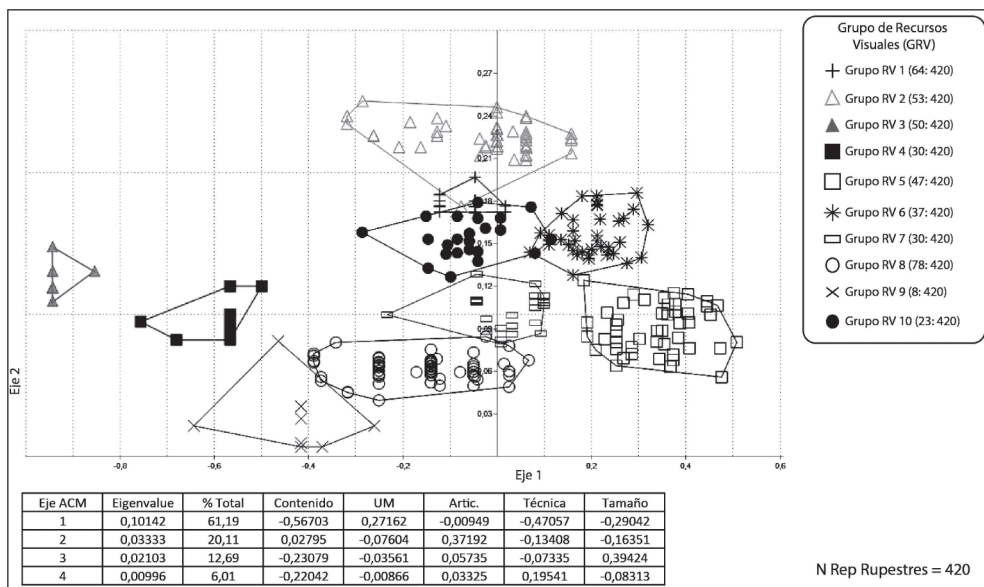 Grupo de Recursos
Visuales (GRV)
Grupo RV 1 (64: 420)
Grupo RV 2 (53: 420)
Grupo RV 3 (50: 420)
Grupo RV 4 (30: 420)
Grupo RV 5 (47: 420)
Grupo RV 6 (37: 420)
Grupo RV 7 (30: 420)
Grupo RV 8 (78: 420)
Grupo RV 9 (8: 420)
Grupo RV 10 (23: 420)
0,27
0,21
0,18
0,15
0,12
0,09
0,06
0,03
Eje 2
-0,8 -0,6 -0,4 -0,2 0,2 0,4 0,6
Eje 1
Eje ACM Eigenvalue % Total Contenido UM Artic. Técnica Tamaño
1 0,10142 61,19 -0,56703 0,27162 -0,00949 -0,47057 -0,29042
2 0,03333 20,11 0,02795 -0,07604 0,37192 -0,13408 -0,16351
3 0,02103 12,69 -0,23079 -0,03561 0,05735 -0,07335 0,39424
4 0,00996 6,01 -0,22042 -0,00866 0,03325 0,19541 -0,08313
N Rep Rupestres = 420